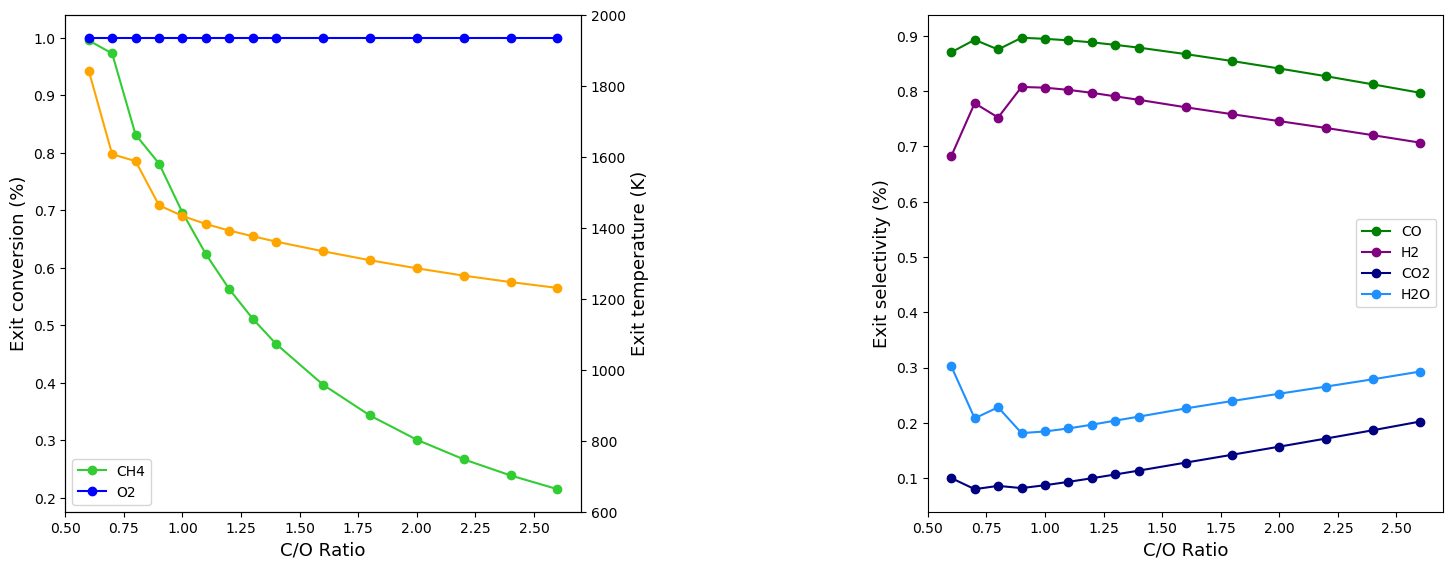 Exit conversion (%)
1.0
0.9
0.8
0.7
0.6
0.5
0.4
0.3
0.2
0.50 0.75 1.00 1.25 1.50 1.75 2.00 2.25 2.50
C/O Ratio
CH4
O2
2000
1800
1600
1400
1200
1000
800
600
Exit temperature (K)
Exit selectivity (%)
0.9
0.8
0.7
0.6
0.5
0.4
0.3
0.2
0.1
0.50 0.75 1.00 1.25 1.50 1.75 2.00 2.25 2.50
C/O Ratio
CO
H2
CO2
H2O